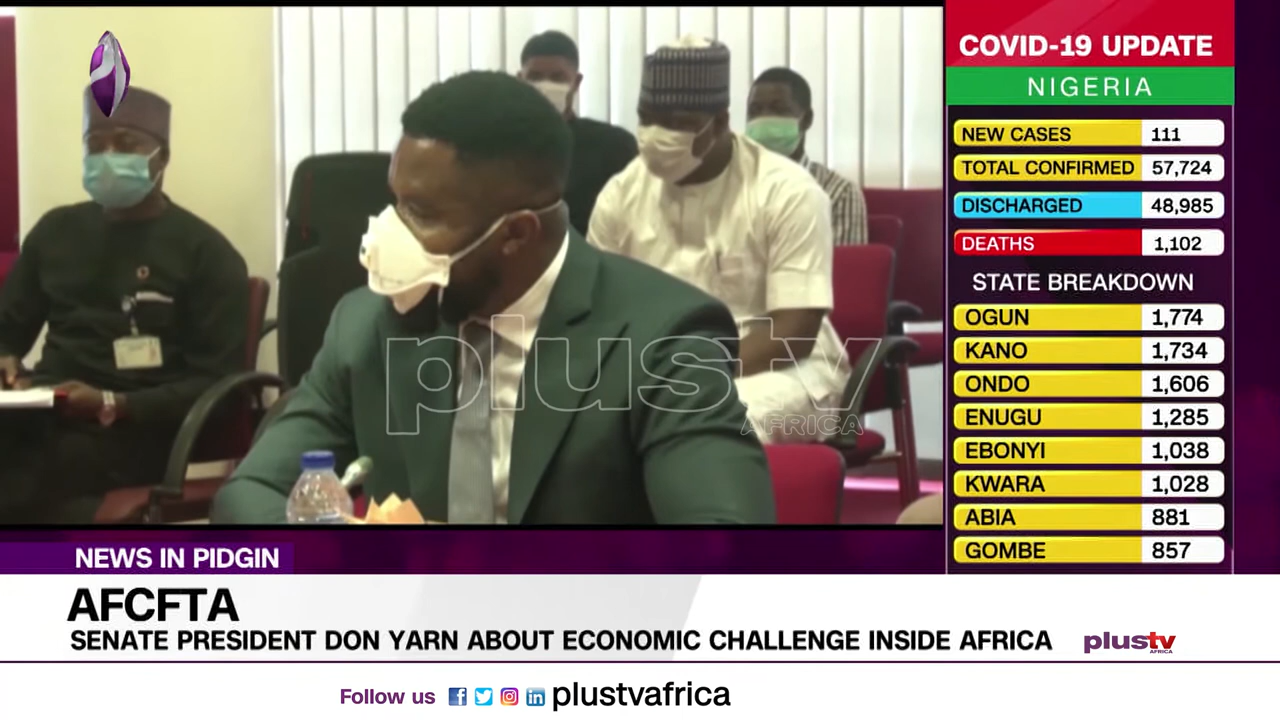 COVID-19 UPDATE
NIGERIA
NEW CASES 111
TOTAL CONFIRMED 57,724
DISCHARGED 48,985
DEATHS 1,102
STATE BREAKDOWN
OGUN 1,774
KANO 1,734
ONDO 1,606
ENUGU 1,285
EBONYI 1,038
KWARA 1,028
ABIA 881
GOMBE 857
plustv
AFRICA
NEWS IN PIDGIN
AFCFTA
SENATE PRESIDENT DON YARN ABOUT ECONOMIC CHALLENGE INSIDE AFRICA
plustv
AFRICA
Follow us plustvafrica